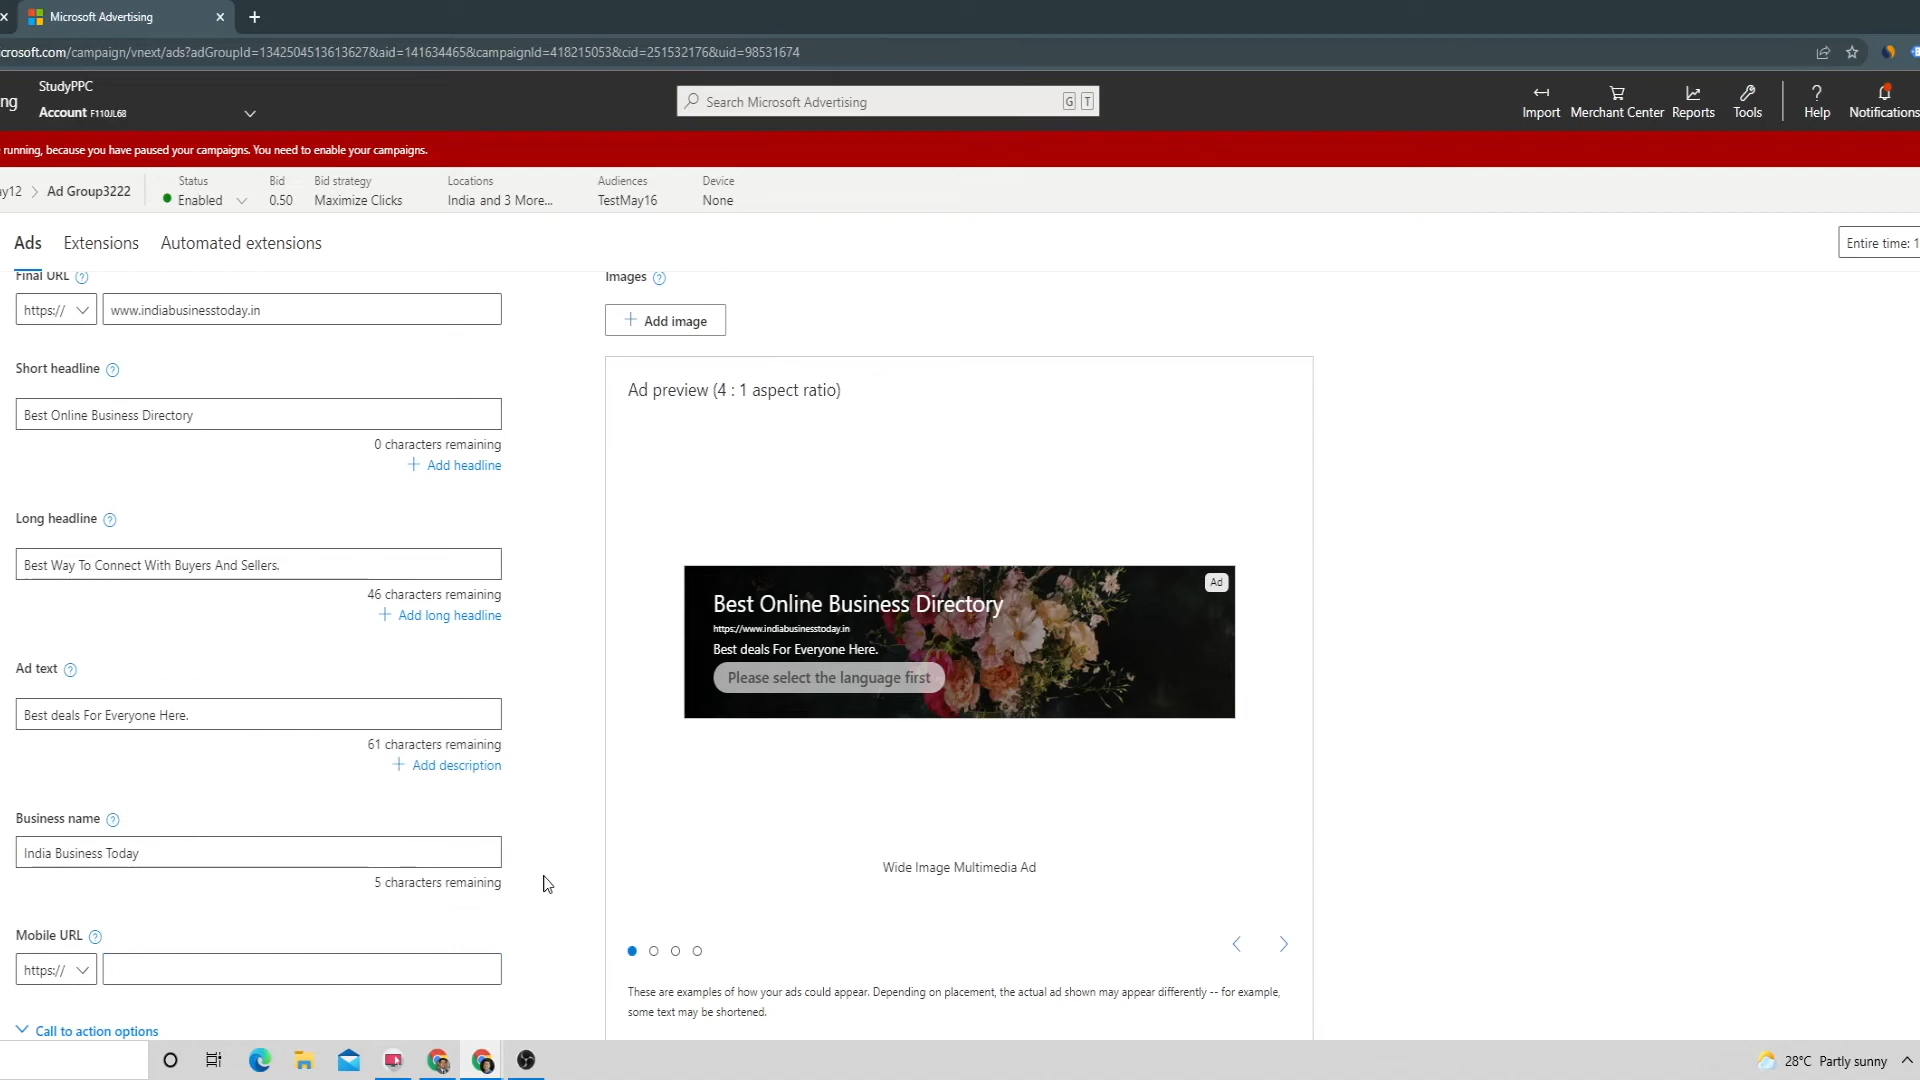 Microsoft Advertising
crosoft.com/campaign/vnext/ads?adGroupId=1342504513613627&aid=141634465&campaignId=418215053&cid=251532176&uid=98531674
ng
StudyPPC
Account F110JL68
Search Microsoft Advertising
G T
Import
Merchant Center
Reports
Tools
?
Help
Notifications
running, because you have paused your campaigns. You need to enable your campaigns.
ay12
Ad Group3222
Status
Enabled
Bid
0.50
Bid strategy
Maximize Clicks
Locations
India and 3 More...
Audiences
TestMay16
Device
None
Ads
Extensions
Automated extensions
Entire time: 1
Final URL ?
https://
www.indiabusinesstoday.in
Short headline ?
Best Online Business Directory
0 characters remaining
+ Add headline
Long headline ?
Best Way To Connect With Buyers And Sellers.
46 characters remaining
+ Add long headline
Ad text ?
Best deals For Everyone Here.
61 characters remaining
+ Add description
Business name ?
India Business Today
5 characters remaining
Mobile URL ?
https://
Call to action options
Images ?
+ Add image
Ad preview (4 : 1 aspect ratio)
Ad
Best Online Business Directory
https://www.indiabusinesstoday.in
Best deals For Everyone Here.
Please select the language first
Wide Image Multimedia Ad
These are examples of how your ads could appear. Depending on placement, the actual ad shown may appear differently -- for example,
some text may be shortened.
28°C Partly sunny